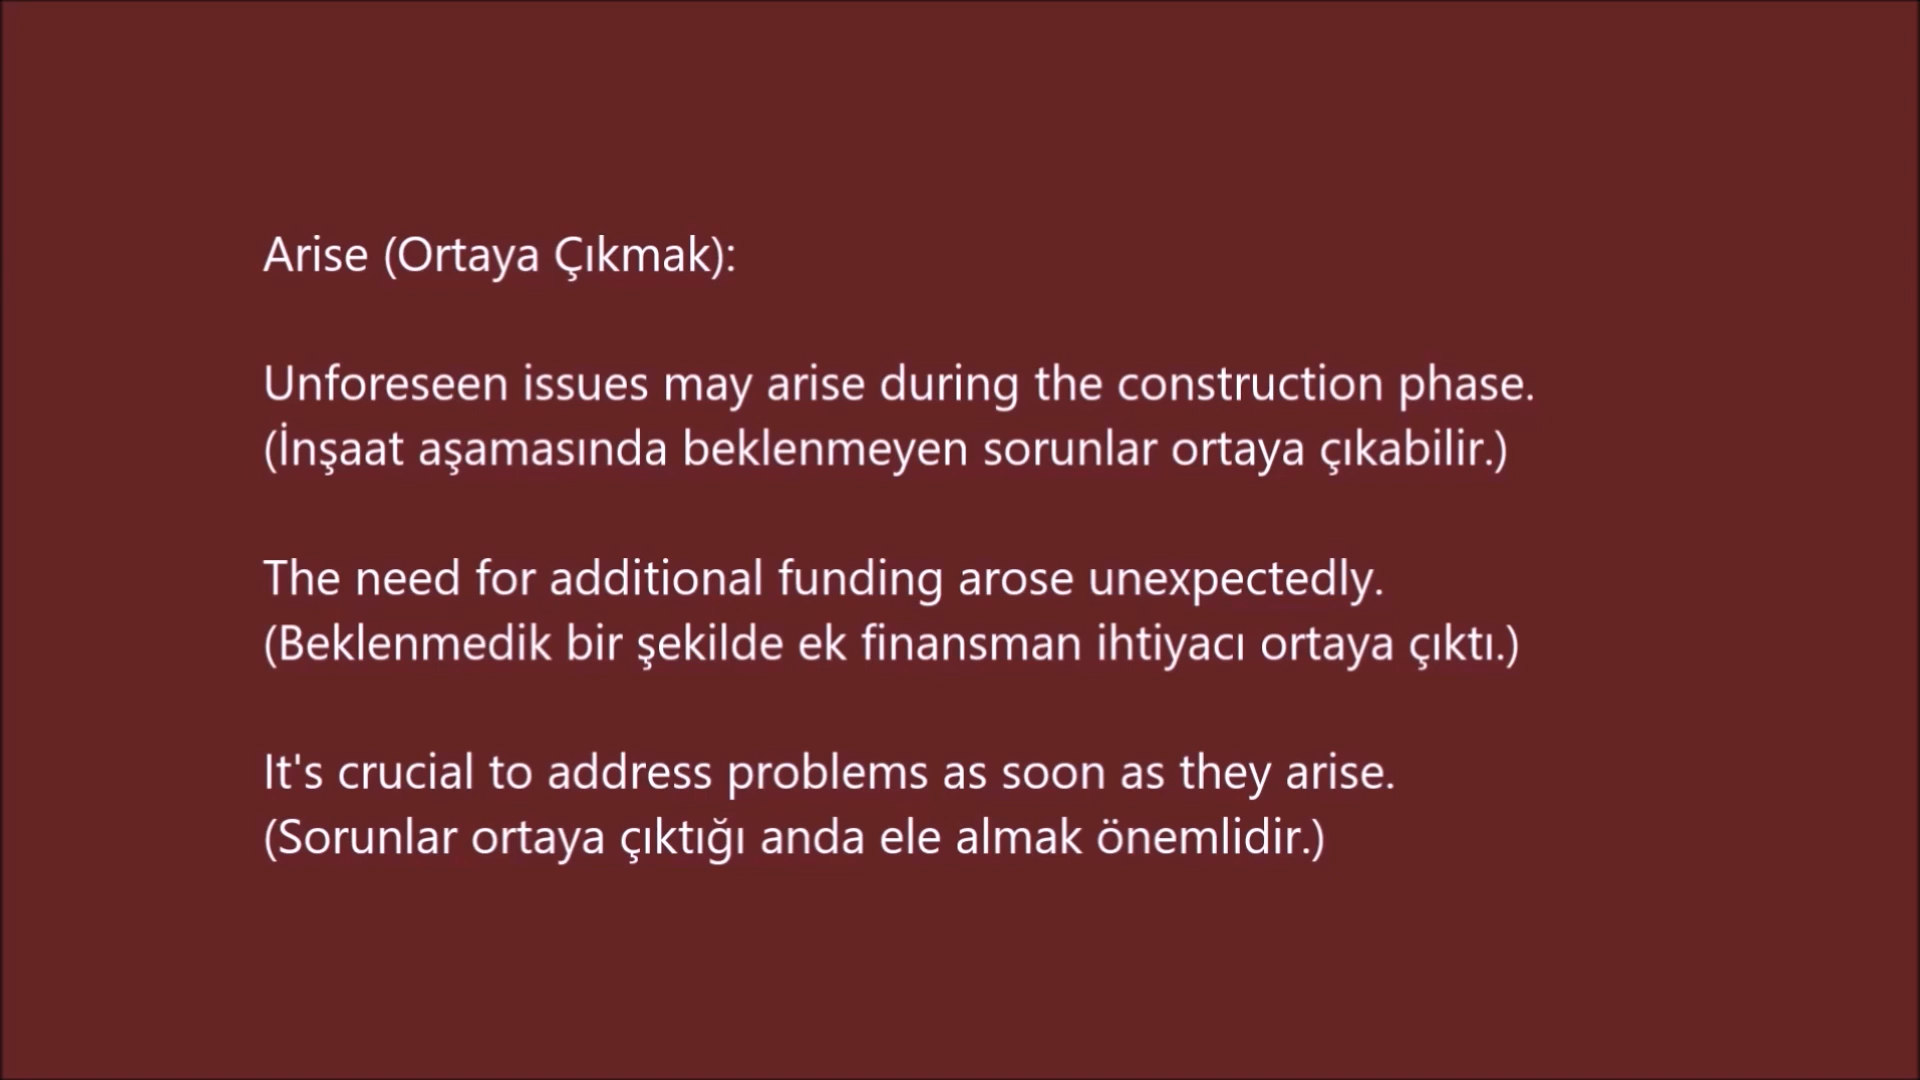 Arise (Ortaya Çıkmak):
Unforeseen issues may arise during the construction phase.
(İnşaat aşamasında beklenmeyen sorunlar ortaya çıkabilir.)
The need for additional funding arose unexpectedly.
(Beklenmedik bir şekilde ek finansman ihtiyacı ortaya çıktı.)
It's crucial to address problems as soon as they arise.
(Sorunlar ortaya çıktığı anda ele almak önemlidir.)